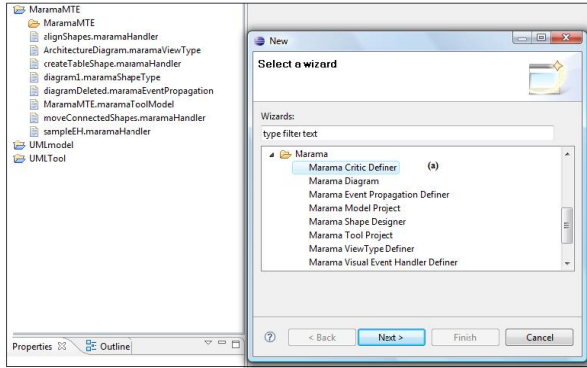 MaramaMTE
MaramaMTE
alignShapes.maramaHandler
ArchitectureDiagram.maramaViewType
createTableShape.maramaHandler
diagram1.maramaShapeType
diagramDeleted.maramaEventPropagation
MaramaMTE.maramaToolModel
moveConnectedShapes.maramaHandler
sampleEH.maramaHandler
UMLmodel
UMLTool
Properties
Outline
New
Select a wizard
Wizards:
type filter text
Marama
Marama Critic Definer (a)
Marama Diagram
Marama Event Propagation Definer
Marama Model Project
Marama Shape Designer
Marama Tool Project
Marama ViewType Definer
Marama Visual Event Handler Definer
? < Back Next > Finish Cancel